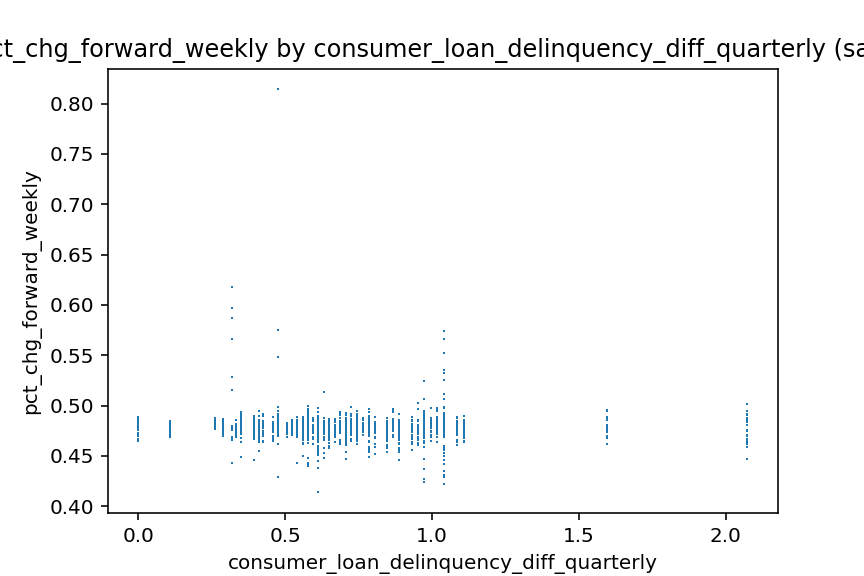 ct_chg_forward_weekly by consumer_loan_delinquency_diff_quarterly (sa
0.80
0.75
0.70
0.65
0.60
0.55
0.50
0.45
0.40
pct_chg_forward_weekly
0.0 0.5 1.0 1.5 2.0
consumer_loan_delinquency_diff_quarterly